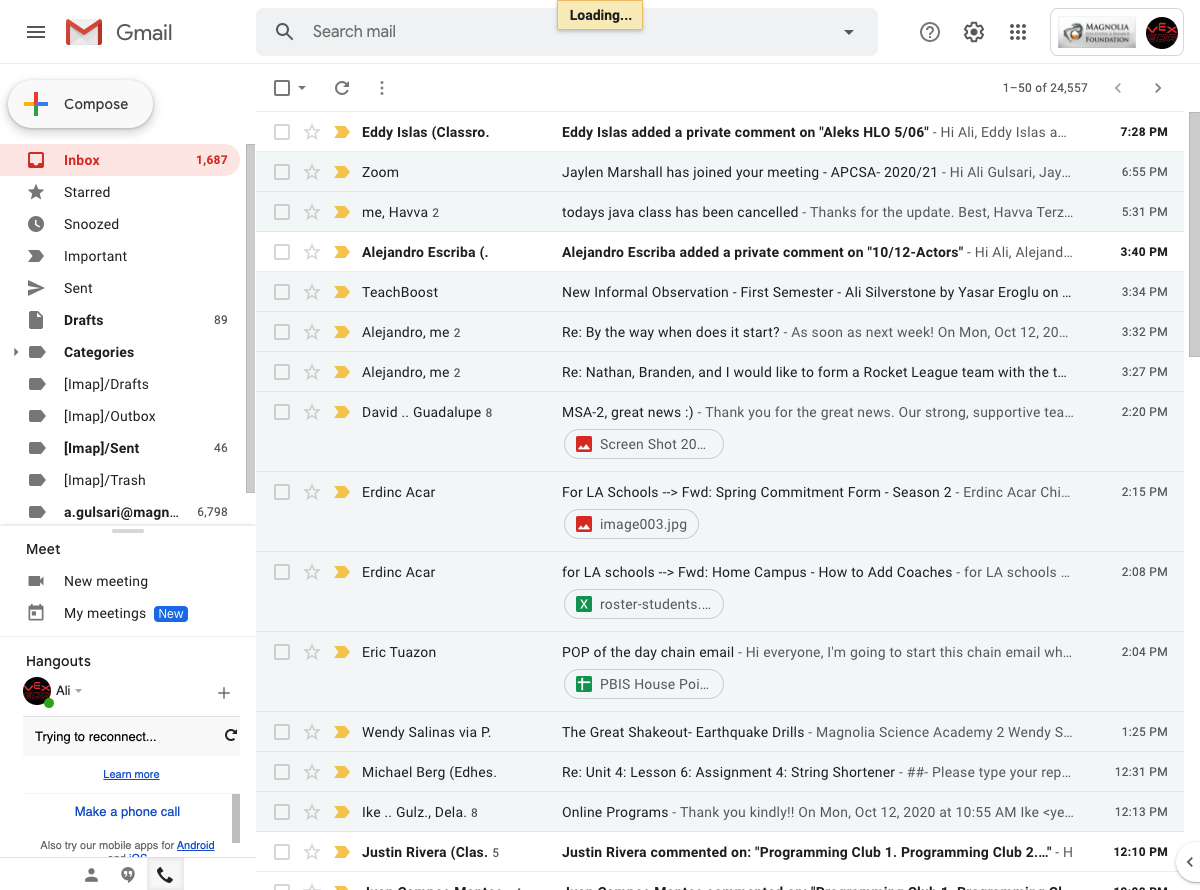 Loading...
Gmail
Search mail
MAGNOLIA
FOUNDATION
Compose
1–50 of 24,557
Inbox 1,687
Starred
Snoozed
Important
Sent
Drafts 89
Categories
[Imap]/Drafts
[Imap]/Outbox
[Imap]/Sent 46
[Imap]/Trash
a.gulsari@magn... 6,798
Meet
New meeting
My meetings New
Hangouts
Ali
Trying to reconnect...
Learn more
Make a phone call
Also try our mobile apps for Android
and iOS
Eddy Islas (Classro. Eddy Islas added a private comment on "Aleks HLO 5/06" - Hi Ali, Eddy Islas a... 7:28 PM
Zoom Jaylen Marshall has joined your meeting - APCSA- 2020/21 - Hi Ali Gulsari, Jay... 6:55 PM
me, Havva 2 todays java class has been cancelled - Thanks for the update. Best, Havva Terz... 5:31 PM
Alejandro Escriba (. Alejandro Escriba added a private comment on "10/12-Actors" - Hi Ali, Alejand... 3:40 PM
TeachBoost New Informal Observation - First Semester - Ali Silverstone by Yasar Eroglu on ... 3:34 PM
Alejandro, me 2 Re: By the way when does it start? - As soon as next week! On Mon, Oct 12, 20... 3:32 PM
Alejandro, me 2 Re: Nathan, Branden, and I would like to form a Rocket League team with the t... 3:27 PM
David .. Guadalupe 8 MSA-2, great news :) - Thank you for the great news. Our strong, supportive tea... 2:20 PM
Screen Shot 20...
Erdinc Acar For LA Schools --> Fwd: Spring Commitment Form - Season 2 - Erdinc Acar Chi... 2:15 PM
image003.jpg
Erdinc Acar for LA schools --> Fwd: Home Campus - How to Add Coaches - for LA schools ... 2:08 PM
X roster-students....
Eric Tuazon POP of the day chain email - Hi everyone, I'm going to start this chain email wh... 2:04 PM
PBIS House Poi...
Wendy Salinas via P. The Great Shakeout- Earthquake Drills - Magnolia Science Academy 2 Wendy S... 1:25 PM
Michael Berg (Edhes. Re: Unit 4: Lesson 6: Assignment 4: String Shortener - ##- Please type your rep... 12:31 PM
Ike .. Gulz., Dela. 8 Online Programs - Thank you kindly!! On Mon, Oct 12, 2020 at 10:55 AM Ike <ye... 12:13 PM
Justin Rivera (Clas. 5 Justin Rivera commented on: "Programming Club 1. Programming Club 2...." - H 12:10 PM